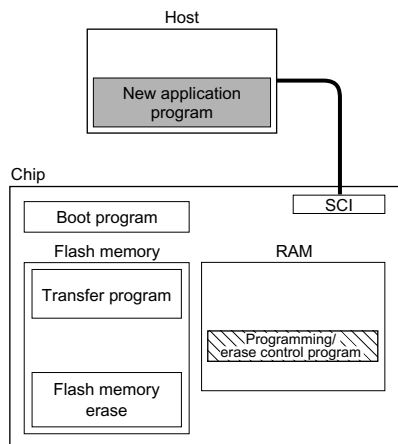 Host
New application
program
Chip
SCI
Boot program
Flash memory
RAM
Transfer program
Programming/
erase control program
Flash memory
erase